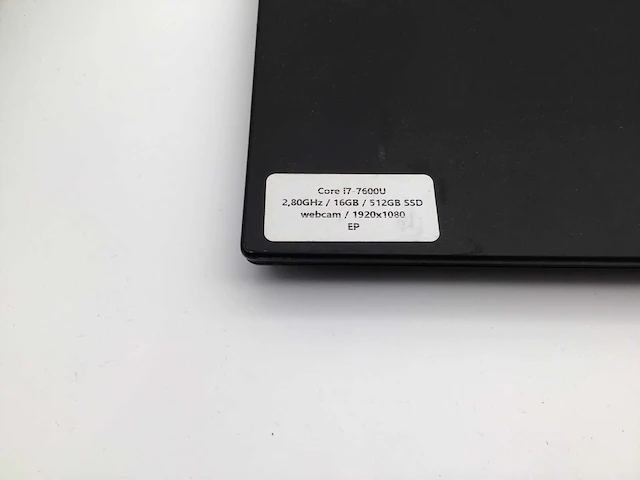 Core i7-7600U
2,80GHz / 16GB / 512GB SSD
webcam / 1920x1080
EP